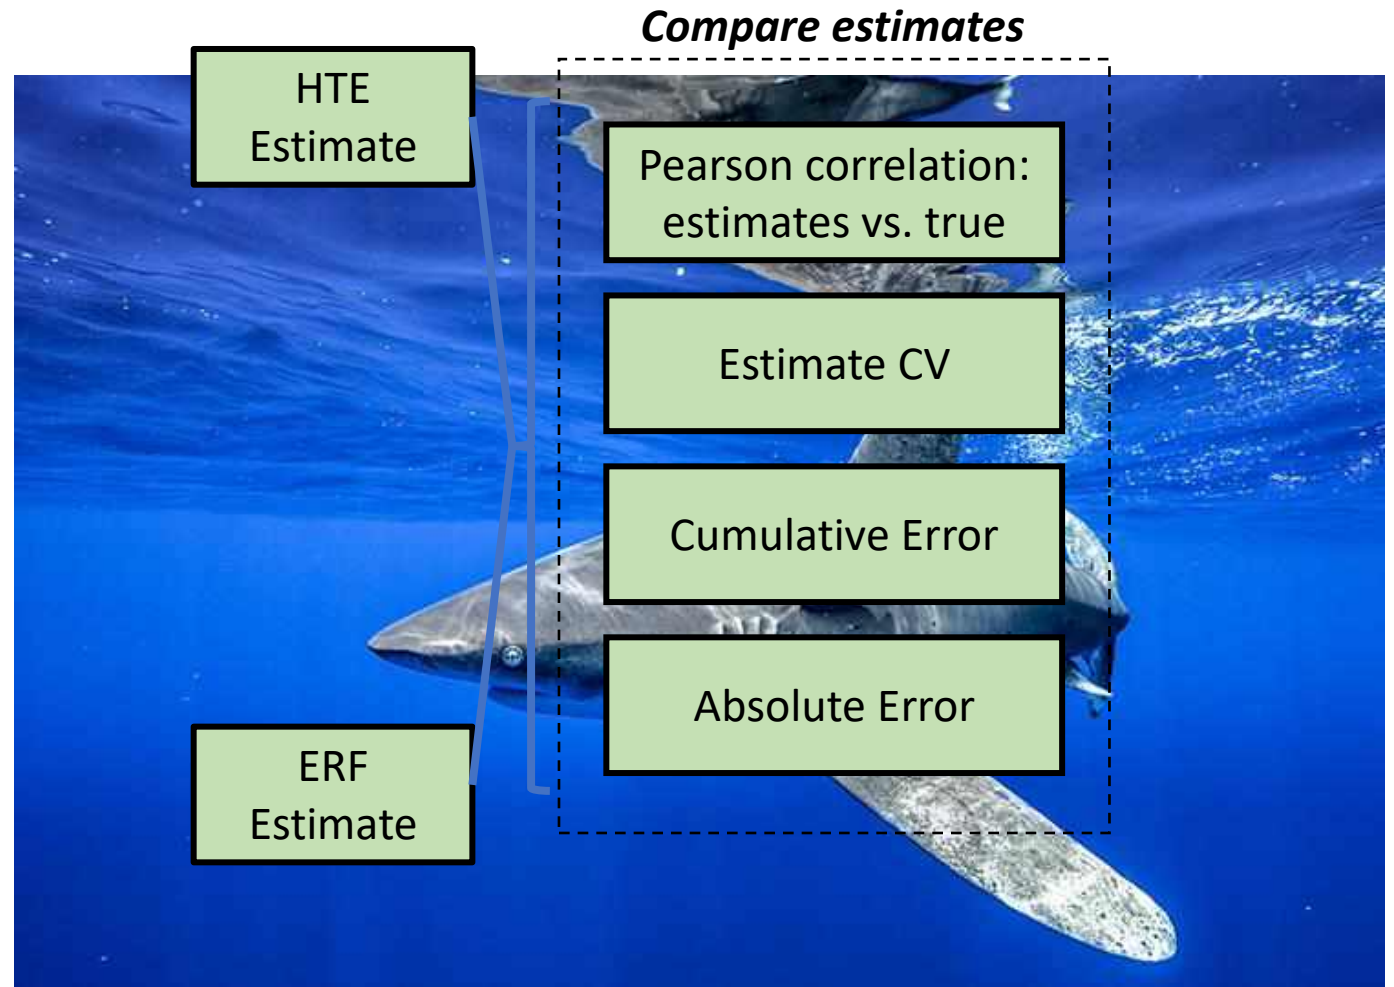 Compare estimates
HTE
Estimate
Pearson correlation:
estimates vs. true
Estimate CV
Cumulative Error
Absolute Error
ERF
Estimate